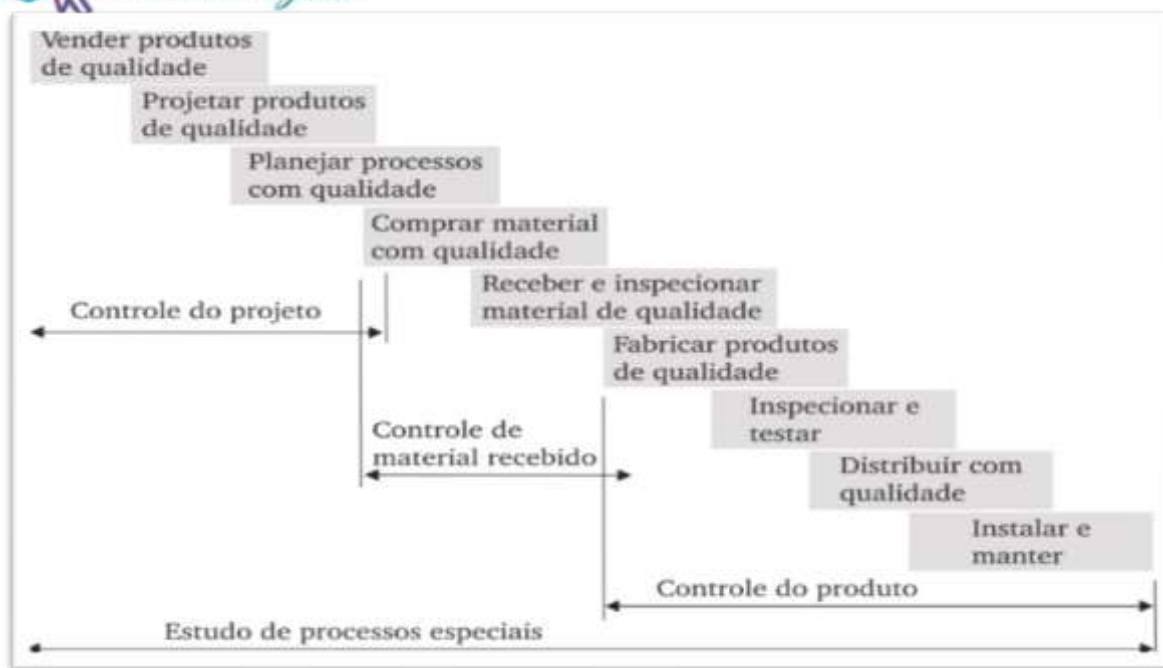 Vender produtos
de qualidade
Projetar produtos
de qualidade
Planejar processos
com qualidade
Comprar material
com qualidade
Receber e inspecionar
material de qualidade
Controle do projeto
Fabricar produtos
de qualidade
Inspecionar e
testar
Controle de
material recebido
Distribuir com
qualidade
Instalar e
manter
Controle do produto
Estudo de processos especiais